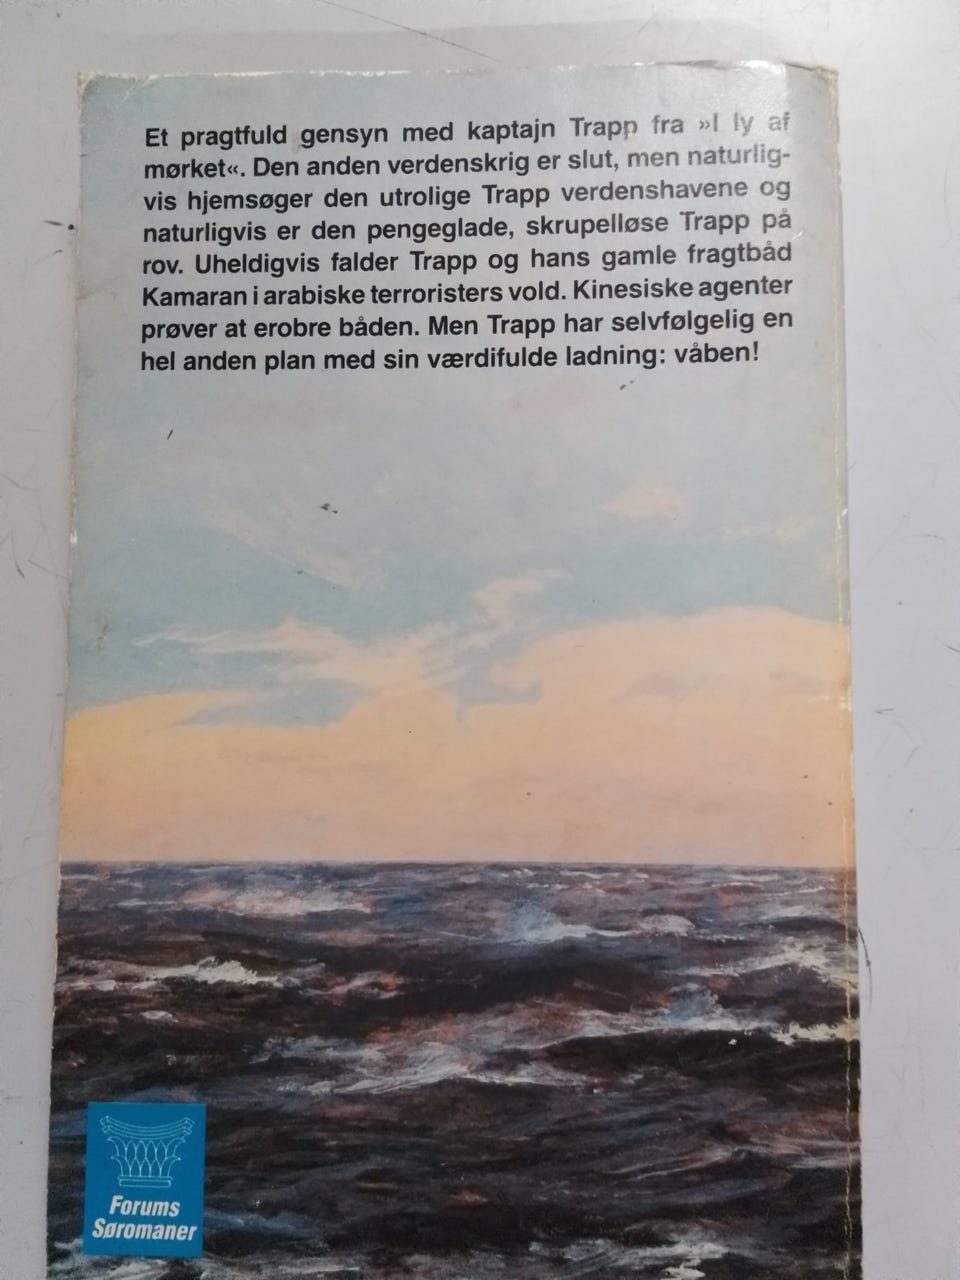 Et pragtfuld gensyn med kaptajn Trapp fra »I ly af
mørket«. Den anden verdenskrig er slut, men naturlig-
vis hjemsøger den utrolige Trapp verdenshavene og
naturligvis er den pengeglade, skrupelløse Trapp på
rov. Uheldigvis falder Trapp og hans gamle fragtbåd
Kamaran i arabiske terroristers vold. Kinesiske agenter
prøver at erobre båden. Men Trapp har selvfølgelig en
hel anden plan med sin værdifulde ladning: våben!
Forums
Søromaner